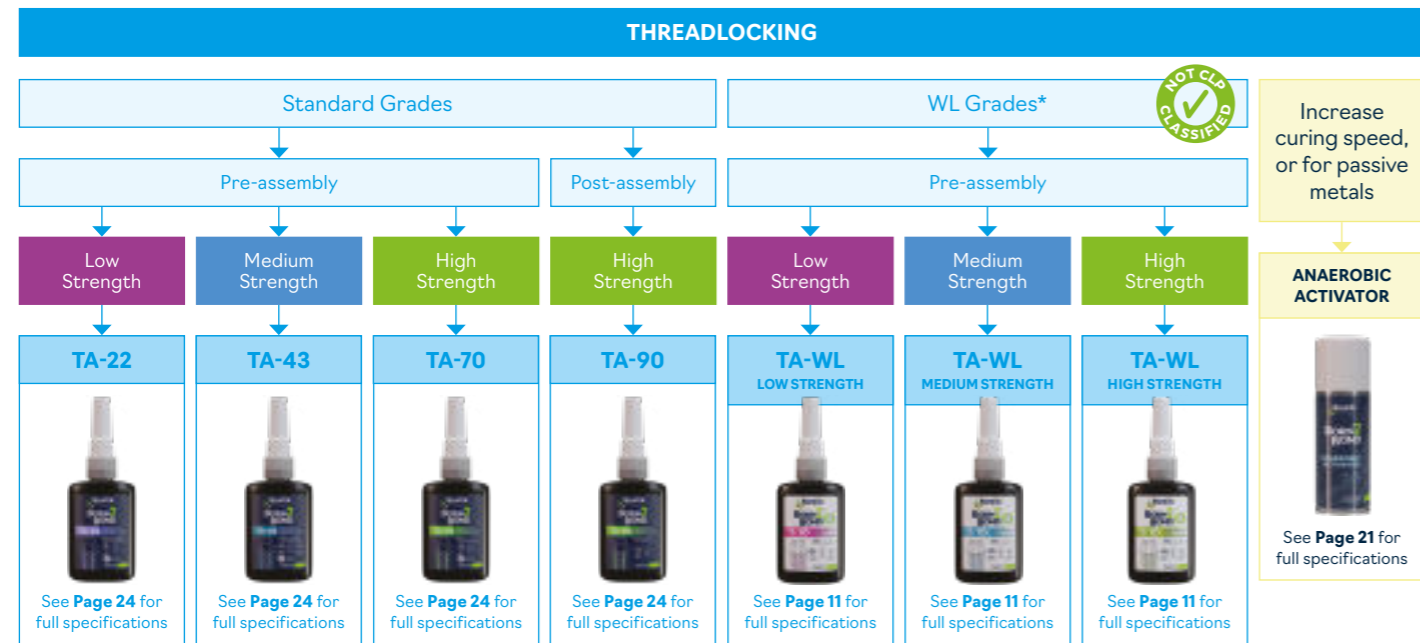 THREADLOCKING
Standard Grades
WL Grades*
NOT CLP
CLASSIFIED
Increase
curing speed,
or for passive
metals
Pre-assembly
Post-assembly
Pre-assembly
Low
Strength
Medium
Strength
High
Strength
High
Strength
Low
Strength
Medium
Strength
High
Strength
ANAEROBIC
ACTIVATOR
TA-22
TA-43
TA-70
TA-90
TA-WL
LOW STRENGTH
TA-WL
MEDIUM STRENGTH
TA-WL
HIGH STRENGTH
See Page 24 for
full specifications
See Page 24 for
full specifications
See Page 24 for
full specifications
See Page 24 for
full specifications
See Page 11 for
full specifications
See Page 11 for
full specifications
See Page 11 for
full specifications
See Page 21 for
full specifications